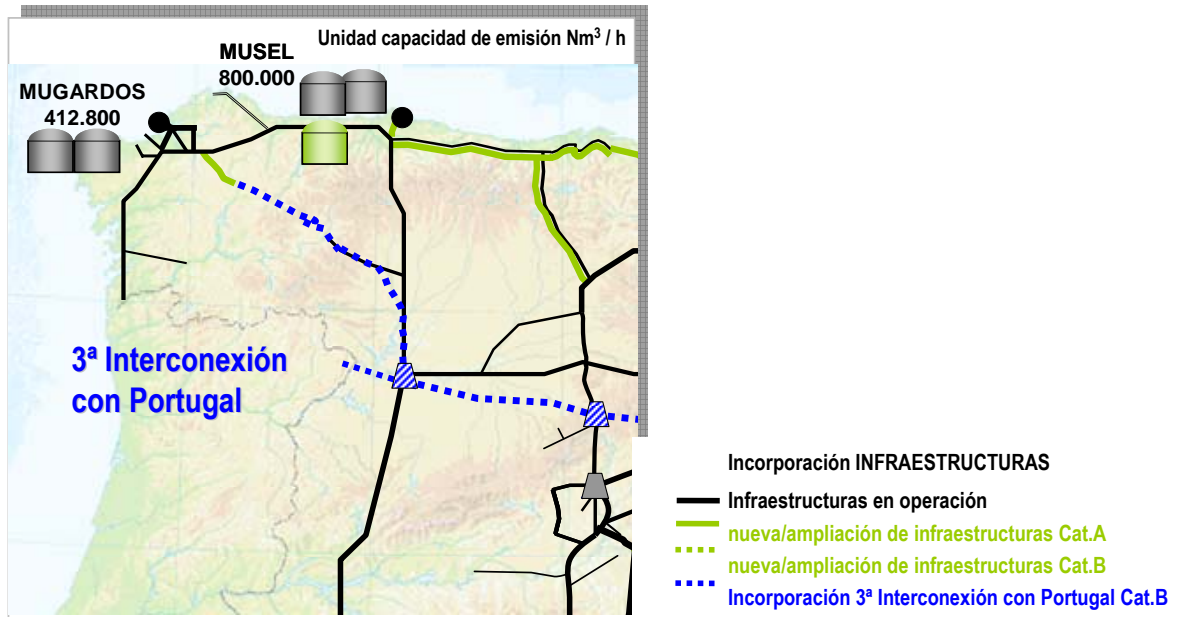 Unidad capacidad de emisión Nm³ / h
MUSEL
800.000
MUGARDOS
412.800
3ª Interconexión
con Portugal
Incorporación INFRAESTRUCTURAS
Infraestructuras en operación
nueva/ampliación de infraestructuras Cat.A
nueva/ampliación de infraestructuras Cat.B
Incorporación 3ª Interconexión con Portugal Cat.B